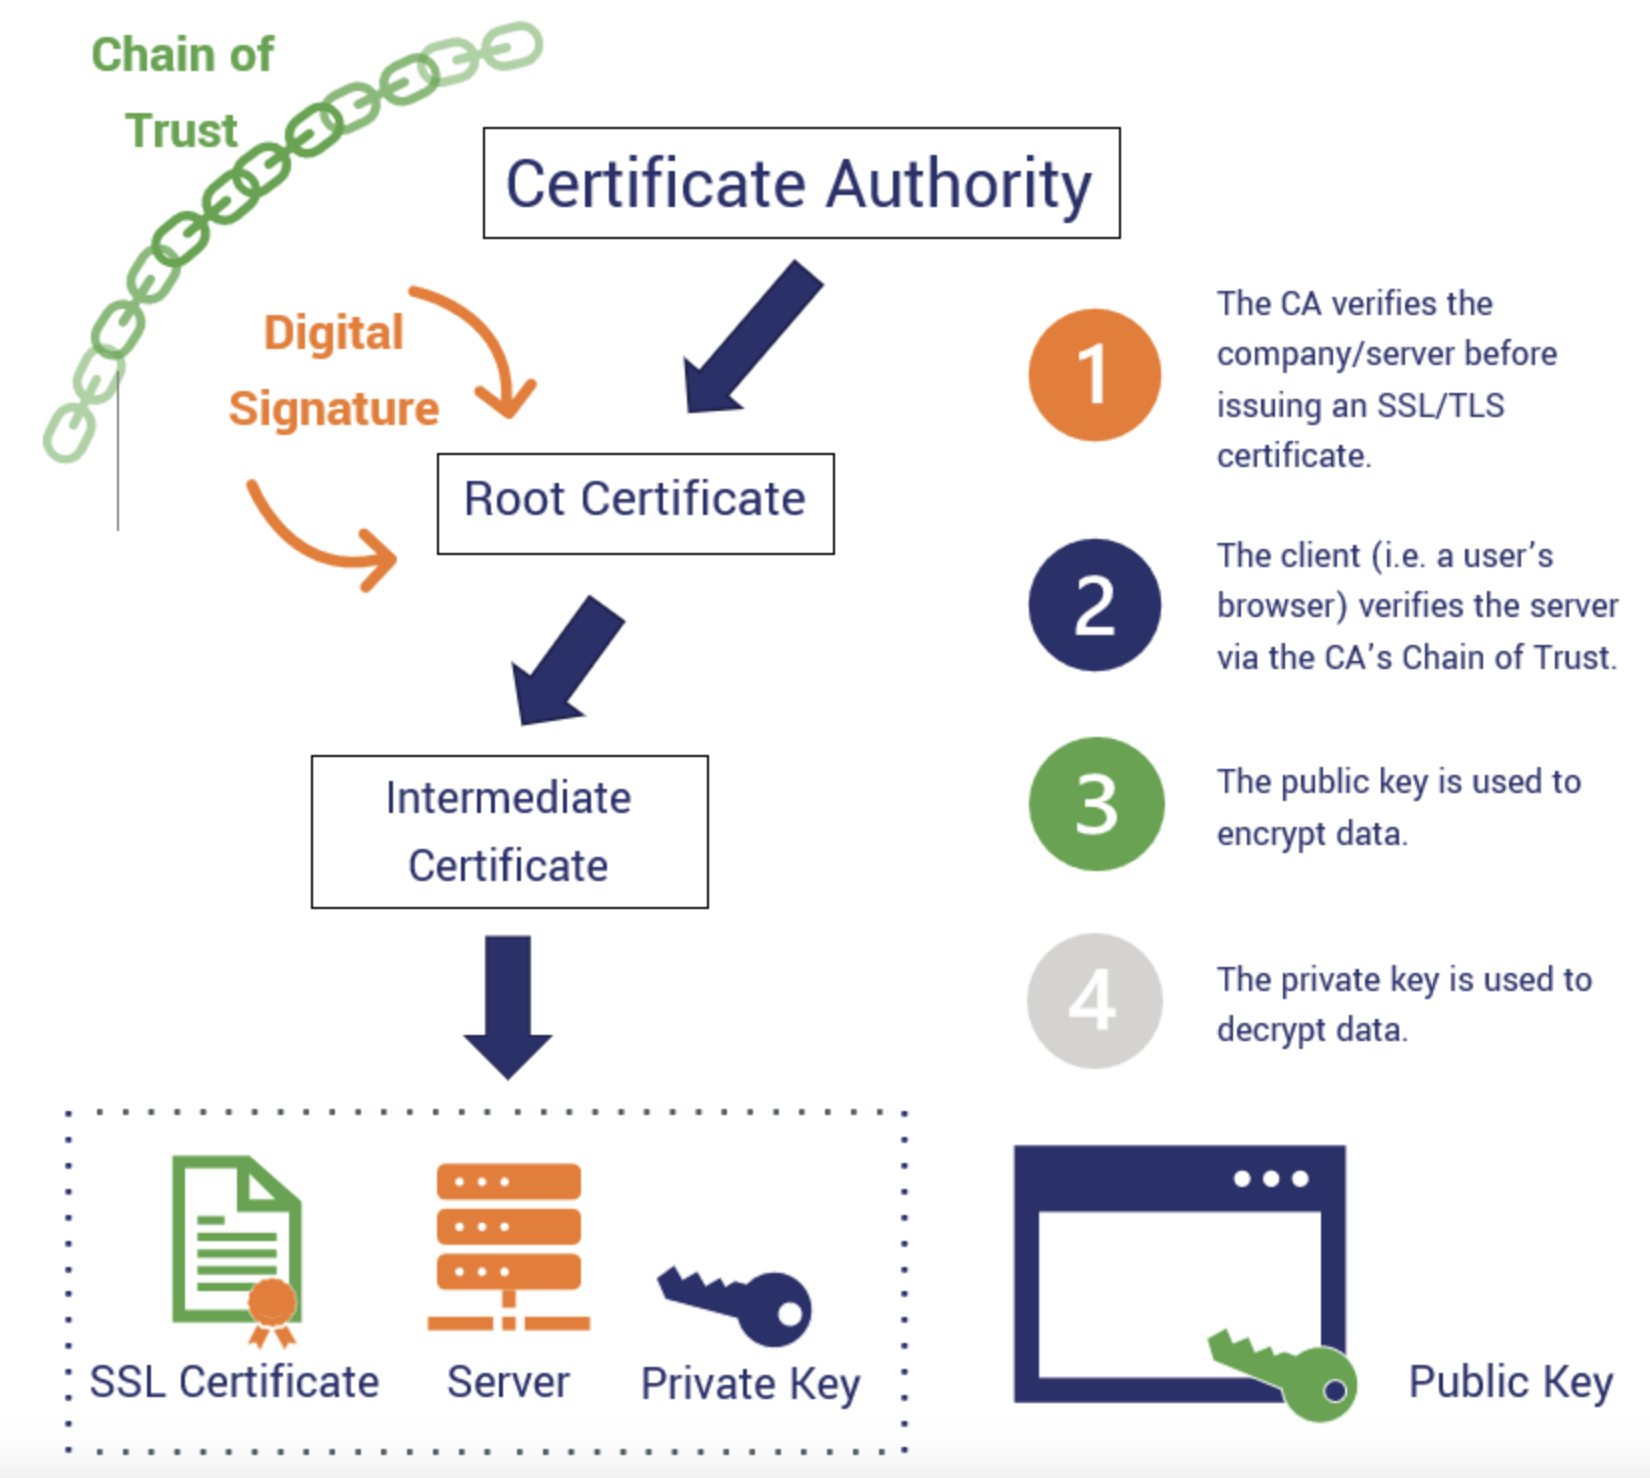 Chain of
Trust
Certificate Authority
Digital
Signature
Root Certificate
Intermediate
Certificate
SSL Certificate
Server
Private Key
1
The CA verifies the
company/server before
issuing an SSL/TLS
certificate.
2
The client (i.e. a user's
browser) verifies the server
via the CA's Chain of Trust.
3
The public key is used to
encrypt data.
4
The private key is used to
decrypt data.
Public Key